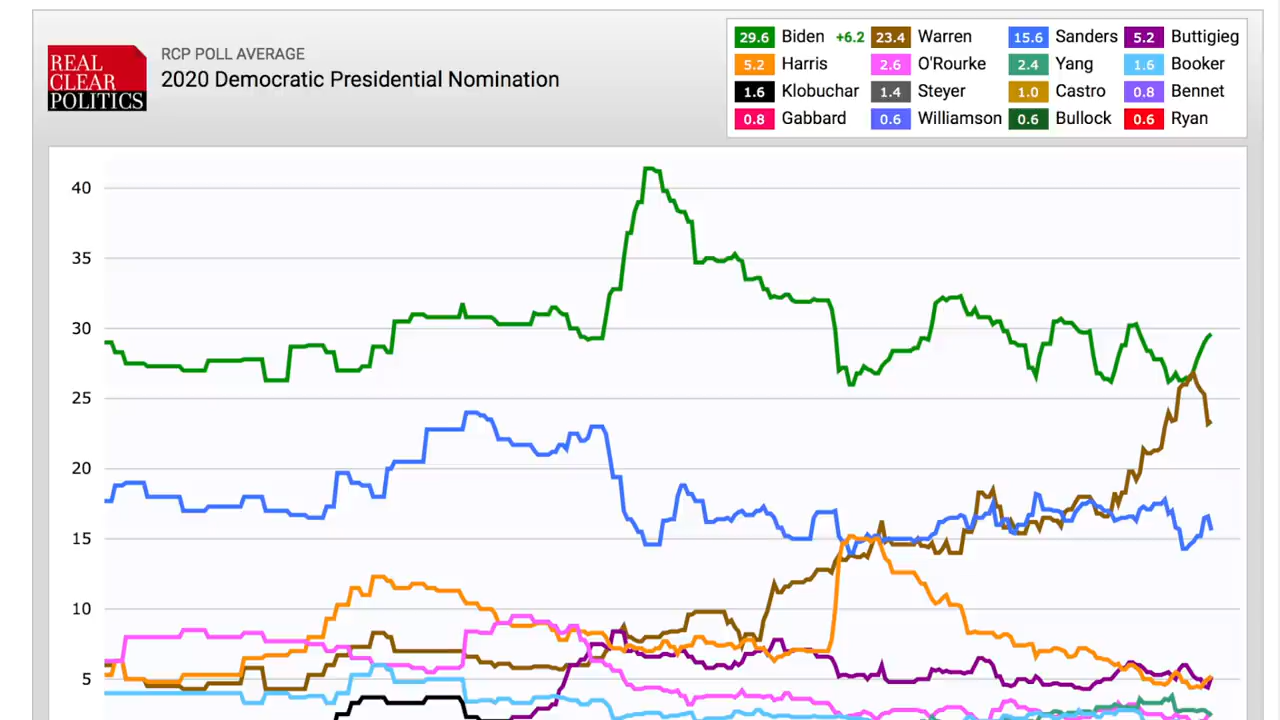 REAL
CLEAR
POLITICS
RCP POLL AVERAGE
2020 Democratic Presidential Nomination
29.6 Biden +6.2 23.4 Warren 15.6 Sanders 5.2 Buttigieg
5.2 Harris 2.6 O'Rourke 2.4 Yang 1.6 Booker
1.6 Klobuchar 1.4 Steyer 1.0 Castro 0.8 Bennet
0.8 Gabbard 0.6 Williamson 0.6 Bullock 0.6 Ryan
40
35
30
25
20
15
10
5